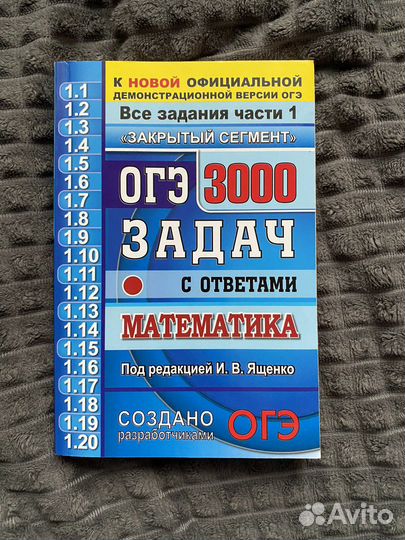 К НОВОЙ ОФИЦИАЛЬНОЙ
ДЕМОНСТРАЦИОННОЙ ВЕРСИИ ОГЭ
Все задания части 1
«ЗАКРЫТЫЙ СЕГМЕНТ»
ОГЭ 3000
ЗАДАЧ
С ОТВЕТАМИ
МАТЕМАТИКА
Под редакцией И. В. Ященко
СОЗДАНО
разработчиками ОГЭ
1.1
1.2
1.3
1.4
1.5
1.6
1.7
1.8
1.9
1.10
1.11
1.12
1.13
1.14
1.15
1.16
1.17
1.18
1.19
1.20
Avito